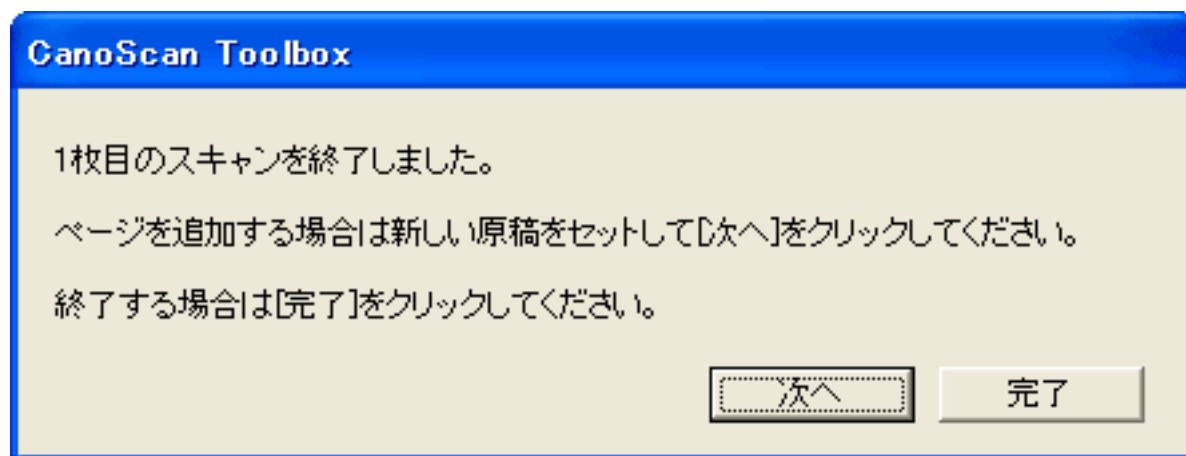 CanoScan Toolbox
1枚目のスキャンを終了しました。
ページを追加する場合は新しい原稿をセットして[次へ]をクリックしてください。
終了する場合は[完了]をクリックしてください。
次へ 完了